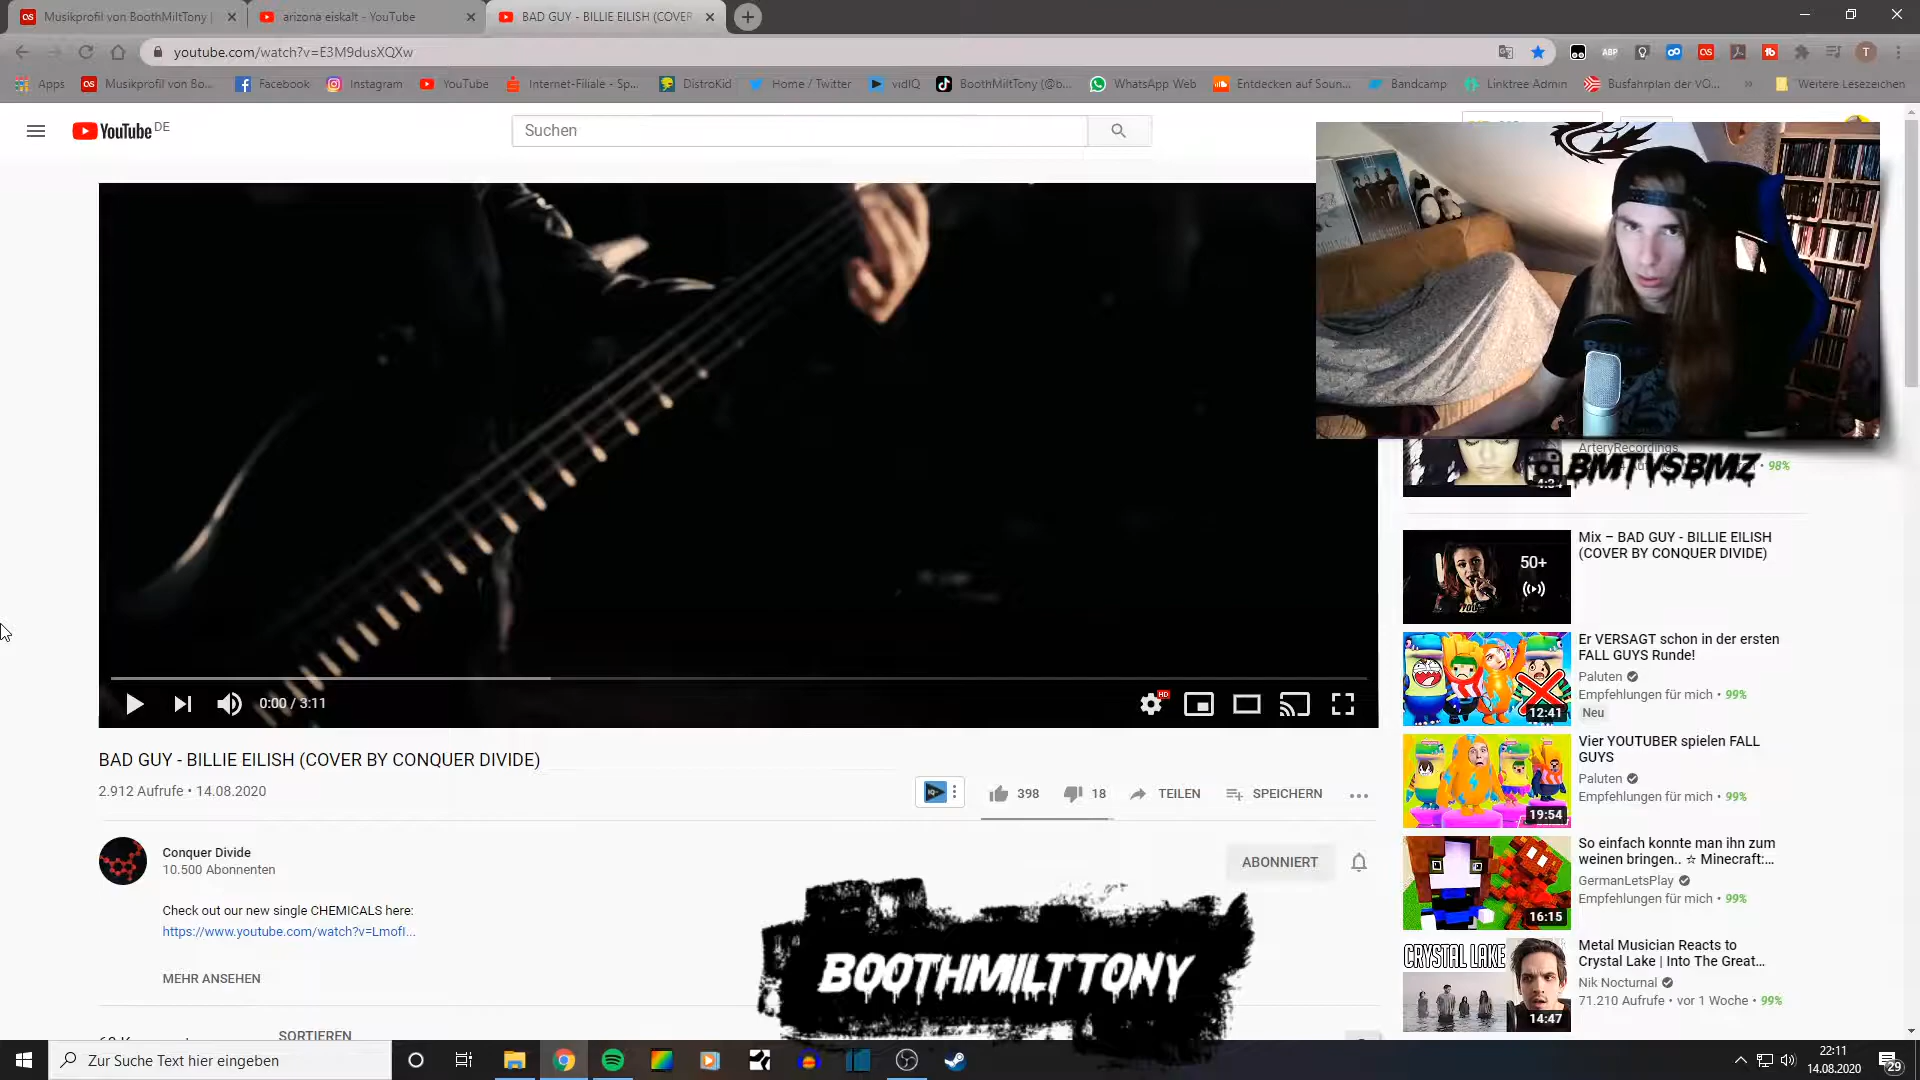 Musikprofil von BoothMiltTony |
arizona eiskalt - YouTube
BAD GUY - BILLIE EILISH (COVER
youtube.com/watch?v=E3M9dusXQXw
Apps
Musikprofil von Bo...
Facebook
Instagram
YouTube
Internet-Filiale - Sp...
DistroKid
Home / Twitter
vidIQ
BoothMiltTony (@b...
WhatsApp Web
Entdecken auf Soun...
Bandcamp
Linktree Admin
Busfahrplan der VO...
»
Weitere Lesezeichen
YouTube DE
Suchen
ArteryRecordings
98%
BMTVSBMZ
Mix – BAD GUY - BILLIE EILISH
(COVER BY CONQUER DIVIDE)
50+
Er VERSAGT schon in der ersten
FALL GUYS Runde!
Paluten
Empfehlungen für mich • 99%
Neu
12:41
Vier YOUTUBER spielen FALL
GUYS
Paluten
Empfehlungen für mich • 99%
19:54
So einfach konnte man ihn zum
weinen bringen.. ☆ Minecraft:...
GermanLetsPlay
Empfehlungen für mich • 99%
16:15
CRYSTAL LAKE
Metal Musician Reacts to
Crystal Lake | Into The Great...
Nik Nocturnal
71.210 Aufrufe • vor 1 Woche • 99%
14:47
0:00 / 3:11
HD
BAD GUY - BILLIE EILISH (COVER BY CONQUER DIVIDE)
2.912 Aufrufe • 14.08.2020
398
18
TEILEN
SPEICHERN
Conquer Divide
10.500 Abonnenten
ABONNIERT
Check out our new single CHEMICALS here:
https://www.youtube.com/watch?v=Lmofl...
MEHR ANSEHEN
BOOTHMILTTONY
SORTIEREN
Zur Suche Text hier eingeben
22:11
14.08.2020
29